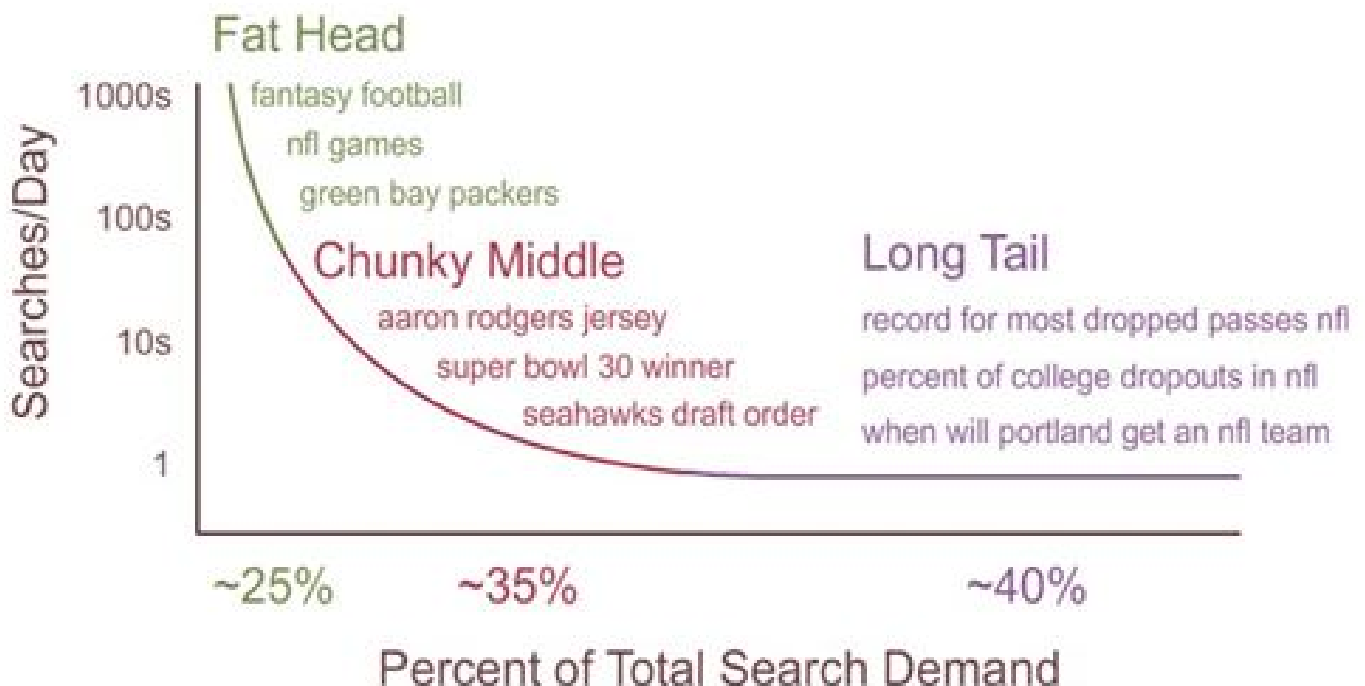 Fat Head
1000s
fantasy football
nfl games
green bay packers
100s
Searches/Day
Chunky Middle
Long Tail
aaron rodgers jersey
record for most dropped passes nfl
10s
super bowl 30 winner
percent of college dropouts in nfl
seahawks draft order
when will portland get an nfl team
1
~25%
~35%
~40%
Percent of Total Search Demand